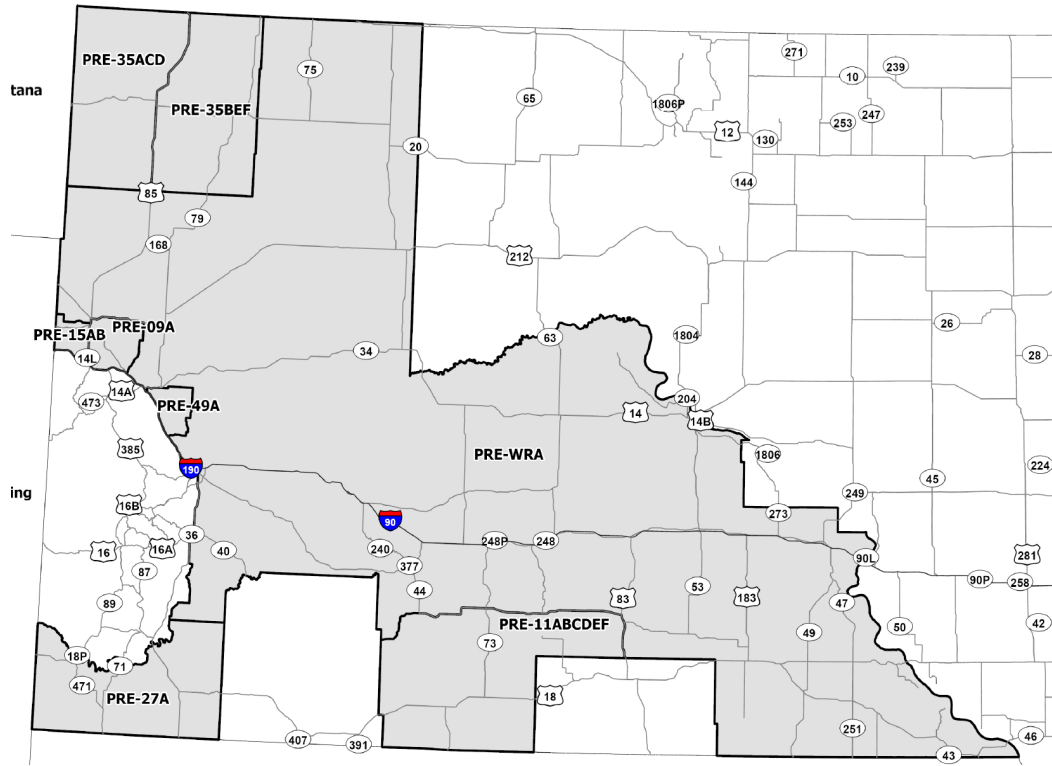 271
239
PRE-35ACD
75
10
tana
65
1806P
PRE-35BEF
247
253
12
130
20
144
85
79
168
212
26
PRE-15AB
PRE-09A
1804
63
34
28
14L
14A
204
473
PRE-49A
14
14B
385
PRE-WRA
1806
224
190
45
ing
249
16B
90
273
36
248P
248
16
16A
40
240
281
90L
377
87
90P
258
44
53
83
183
89
47
42
PRE-11ABCDEF
50
49
73
18P
71
471
PRE-27A
18
251
46
407
391
43